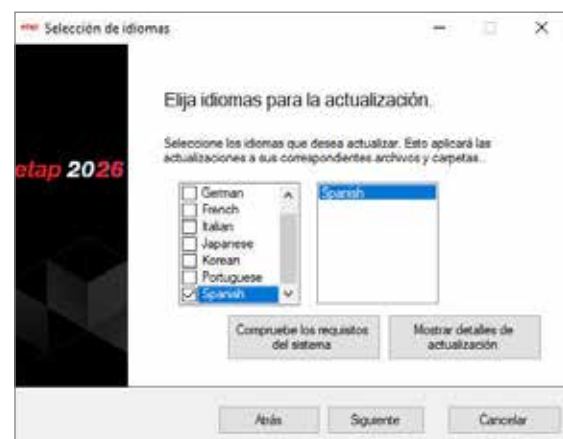 etap Selección de idiomas
Elija idiomas para la actualización.
Seleccione los idiomas que desea actualizar. Esto aplicará las
actualizaciones a sus correspondientes archivos y carpetas..
etap 2026
German
French
Italian
Japanese
Korean
Portuguese
Spanish
Spanish
Compruebe los requisitos
del sistema
Mostrar detalles de
actualización
Atrás
Siguiente
Cancelar